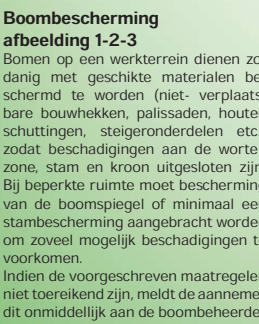 Boombescherming
afbeelding 1-2-3
Bomen op een werkterrein dienen zo
danig met geschikte materialen be
schermd te worden (niet- verplaats
bare bouwhekken, palissaden, houte
schuttingen, steigeronderdelen etc.
zodat beschadigingen aan de worte
zone, stam en kroon uitgesloten zijn
Bij beperkte ruimte moet beschermin
van de boomspiegel of minimaal ee
stambescherming aangebracht worde
om zoveel mogelijk beschadigingen t
voorkomen.
Indien de voorgeschreven maatregele
niet toereikend zijn, meldt de aanneme
dit onmiddellijk aan de boombeheerde